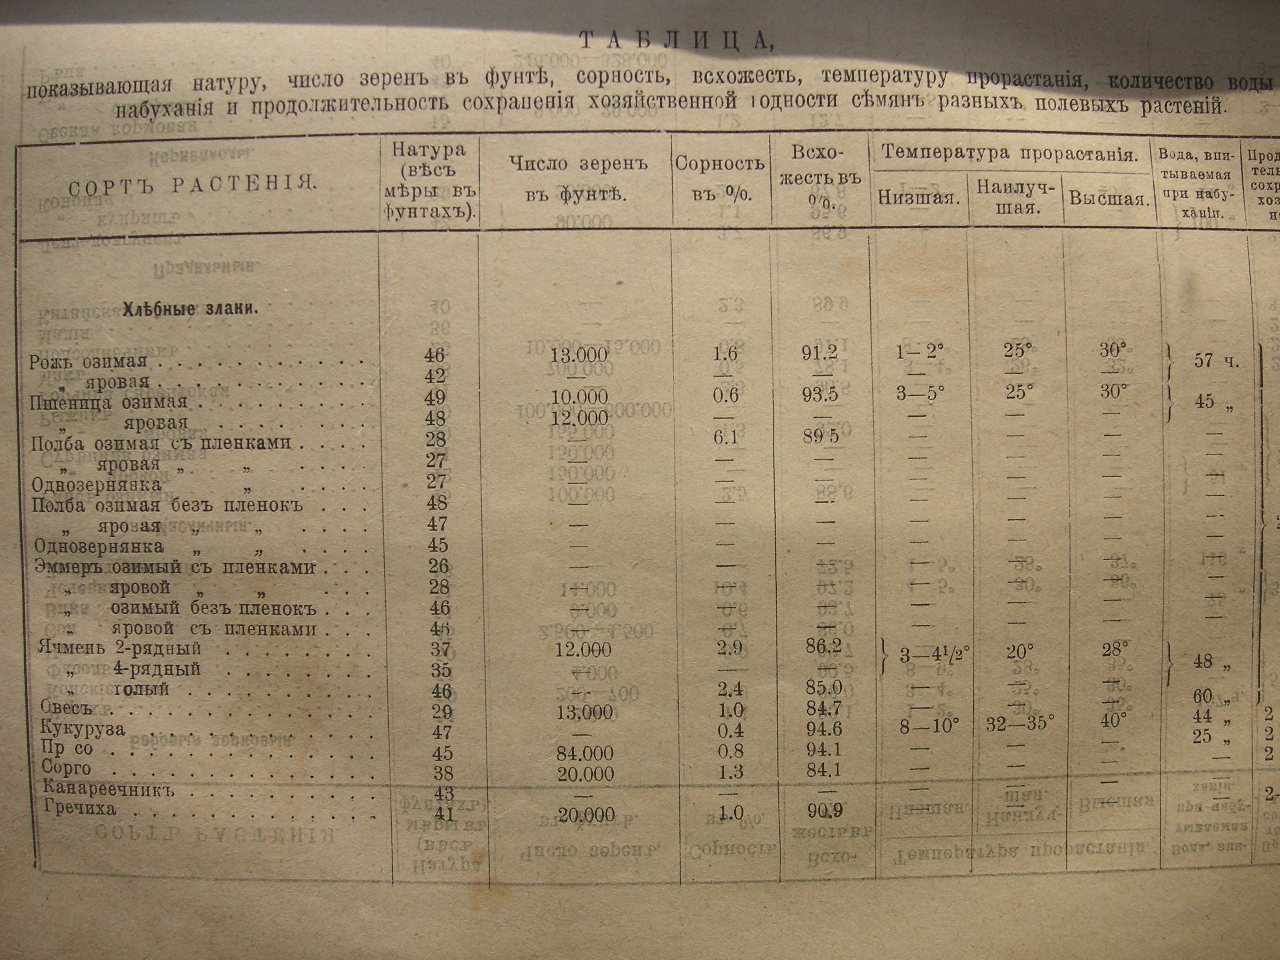 ТАБЛИЦА,
показывающая натуру, число зеренъ въ фунтѣ, сорность, всхожесть, температуру прорастанія, количество воды
набуханія и продолжительность сохраненія хозяйственной годности сѣмянъ разныхъ полевыхъ растеній.
СОРТЪ РАСТЕНІЯ. Натура (вѣсъ мѣры въ фунтахъ). Число зеренъ въ фунтѣ. Сорность въ %. Всхожесть въ %. Температура прорастанія. Низшая. Наилучшая. Высшая. Вода, впитываемая при набуханіи.
Хлѣбные злаки.
Рожь озимая 46 13.000 1.6 91.2 1—2° 25° 30° 57 ч.
„ яровая 42 — — — — — —
Пшеница озимая 49 10.000 0.6 93.5 3—5° 25° 30° 45 „
„ яровая 48 12.000 — — — — —
Полба озимая съ пленками 28 — 6.1 89 5 — — — —
„ яровая „ „ 27 — — — — — — —
Однозернянка „ 27 — — — — — — —
Полба озимая безъ пленокъ 48 — — — — — — —
„ яровая „ „ 47 — — — — — — —
Однозернянка „ „ 45 — — — — — — —
Эммеръ озимый съ пленками 26 — — — — — — —
„ яровой „ „ 28 — — — — — — —
„ озимый безъ пленокъ 46 — — — — — — —
„ яровой съ пленками — — — — — — —
Ячмень 2-рядный 37 12.000 2.9 86.2 3—4½° 20° 28° 48 „
„ 4-рядный 35 — — —
„ голый 46 — 2.4 85.0 — — —
Овесъ 29 13.000 1.0 84.7 — — — 60 „
Кукуруза 47 — 0.4 94.6 8—10° 32—35° 40° 44 „ 2
Пр со 45 84.000 0.8 94.1 — — — 25 „ 2
Сорго 38 20.000 1.3 84.1 — — — — 2
Канареечникъ 43 — — — — — — —
Гречиха 41 20.000 1.0 90.9 — — — — 2